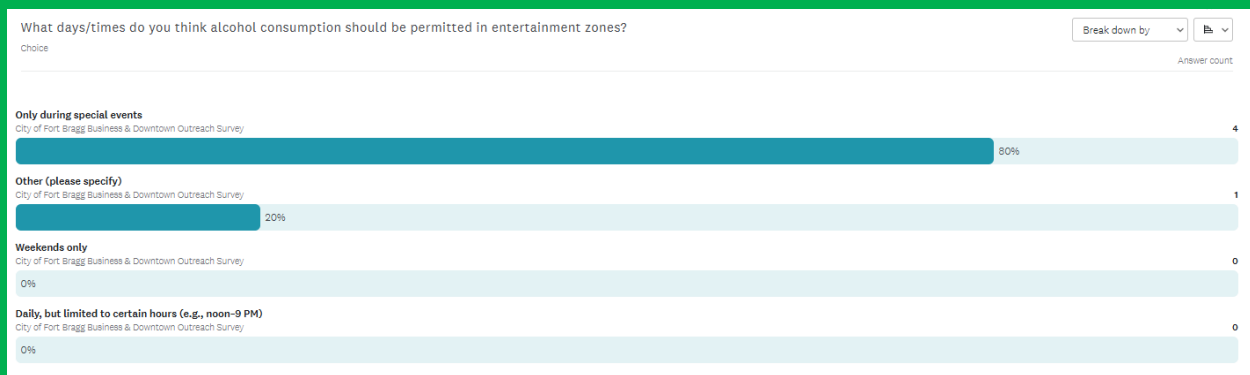 What days/times do you think alcohol consumption should be permitted in entertainment zones?
Break down by
Choice
Answer count
Only during special events
City of Fort Bragg Business & Downtown Outreach Survey
4
80%
Other (please specify)
City of Fort Bragg Business & Downtown Outreach Survey
1
20%
Weekends only
City of Fort Bragg Business & Downtown Outreach Survey
0
0%
Daily, but limited to certain hours (e.g., noon–9 PM)
City of Fort Bragg Business & Downtown Outreach Survey
0
0%